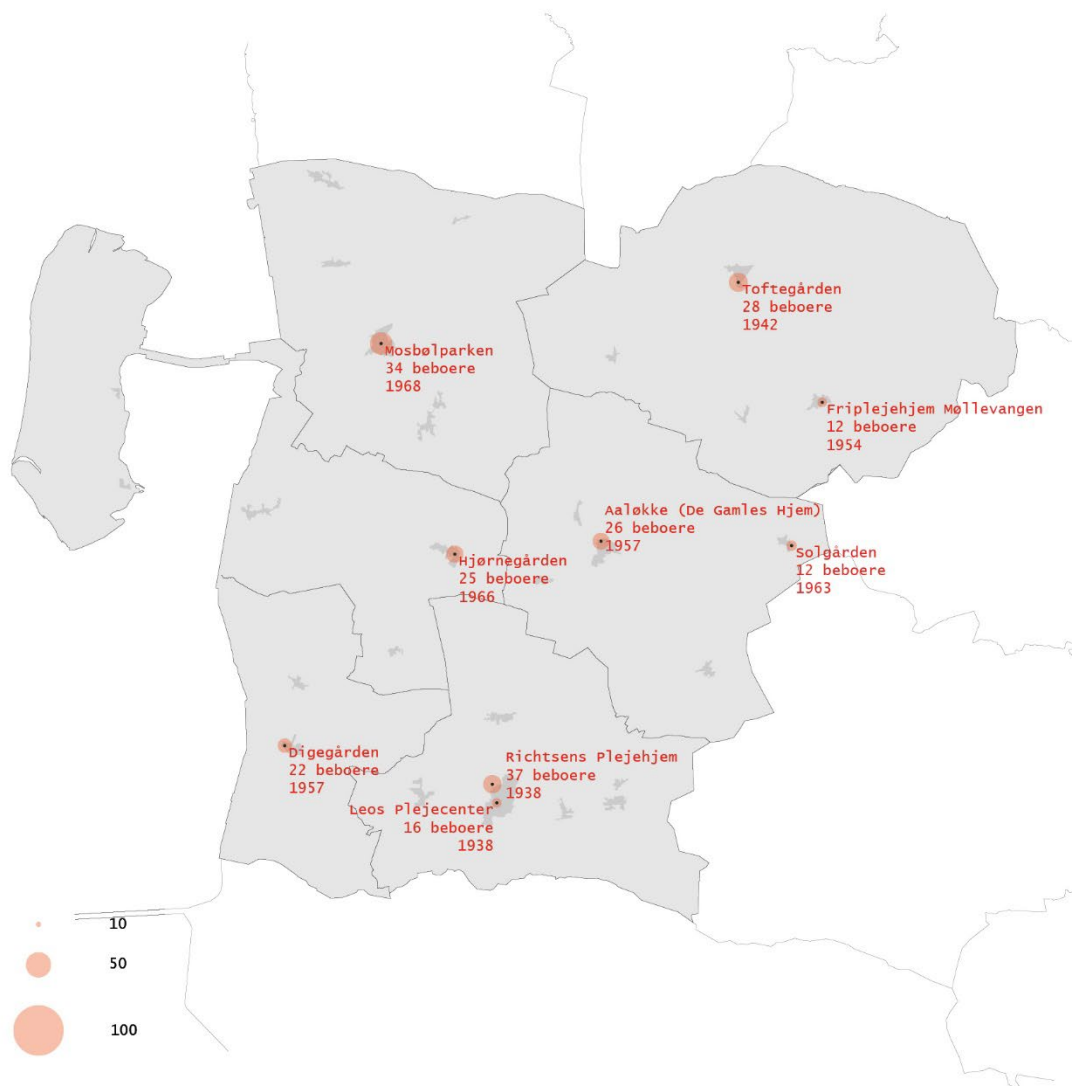 Toftegården
28 beboere
1942
Mosbølparken
34 beboere
1968
Friplejehjem Møllevangen
12 beboere
1954
Aaløkke (De Gamles Hjem)
26 beboere
1957
Solgården
12 beboere
1963
Hjørnegården
25 beboere
1966
Digegården
22 beboere
1957
Richtsens Plejehjem
37 beboere
1938
Leos Plejecenter
16 beboere
1938
10
50
100